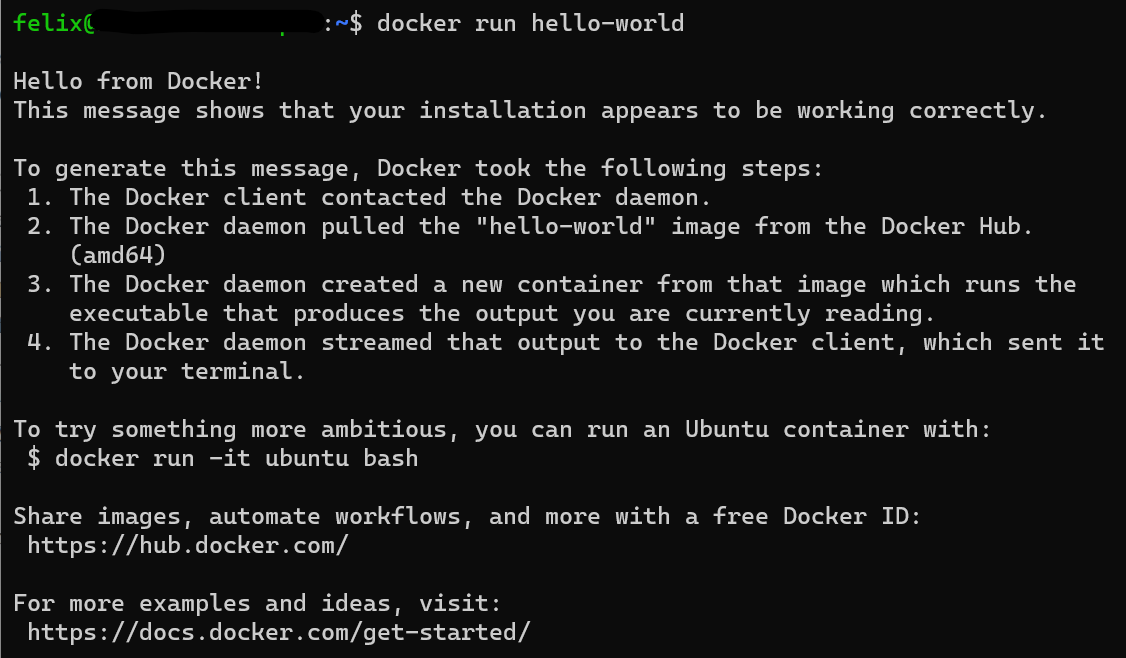 felix@:~$ docker run hello-world
Hello from Docker!
This message shows that your installation appears to be working correctly.
To generate this message, Docker took the following steps:
1. The Docker client contacted the Docker daemon.
2. The Docker daemon pulled the "hello-world" image from the Docker Hub.
(amd64)
3. The Docker daemon created a new container from that image which runs the
executable that produces the output you are currently reading.
4. The Docker daemon streamed that output to the Docker client, which sent it
to your terminal.
To try something more ambitious, you can run an Ubuntu container with:
$ docker run -it ubuntu bash
Share images, automate workflows, and more with a free Docker ID:
https://hub.docker.com/
For more examples and ideas, visit:
https://docs.docker.com/get-started/